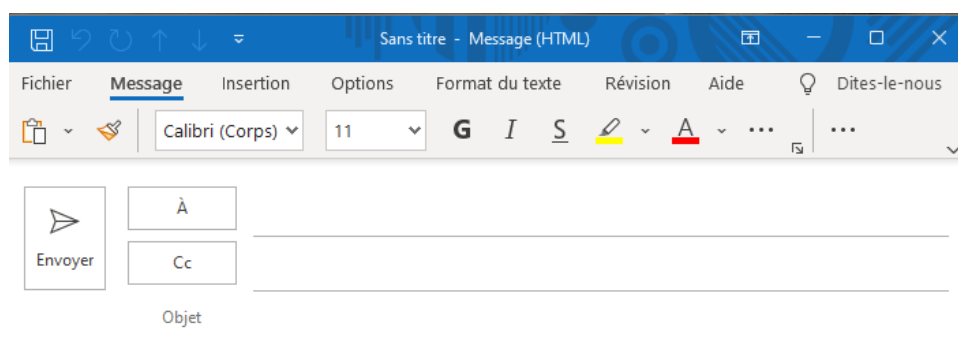 Sans titre - Message (HTML)
Fichier Message Insertion Options Format du texte Révision Aide Dites-le-nous
Calibri (Corps) 11 G I S A
À
Envoyer Cc
Objet